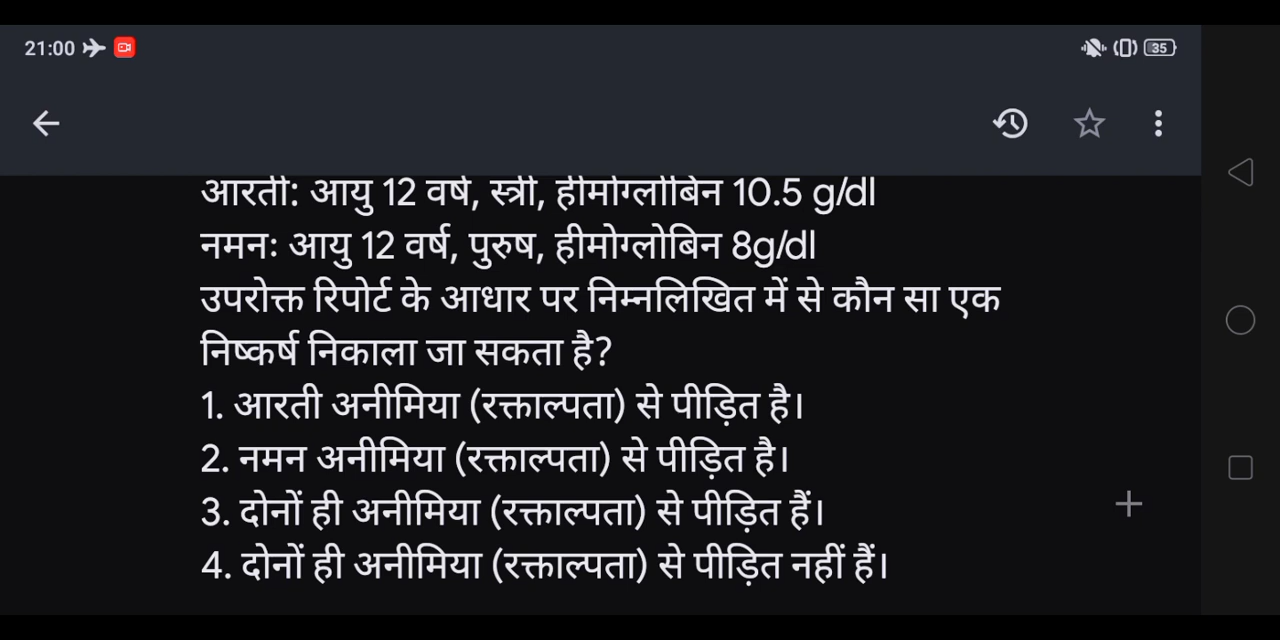 21:00
35
आरती: आयु 12 वर्ष, स्त्री, हीमोग्लोबिन 10.5 g/dl
नमनः आयु 12 वर्ष, पुरुष, हीमोग्लोबिन 8g/dl
उपरोक्त रिपोर्ट के आधार पर निम्नलिखित में से कौन सा एक
निष्कर्ष निकाला जा सकता है?
1. आरती अनीमिया (रक्ताल्पता) से पीड़ित है।
2. नमन अनीमिया (रक्ताल्पता) से पीड़ित है।
3. दोनों ही अनीमिया (रक्ताल्पता) से पीड़ित हैं।
4. दोनों ही अनीमिया (रक्ताल्पता) से पीड़ित नहीं हैं।